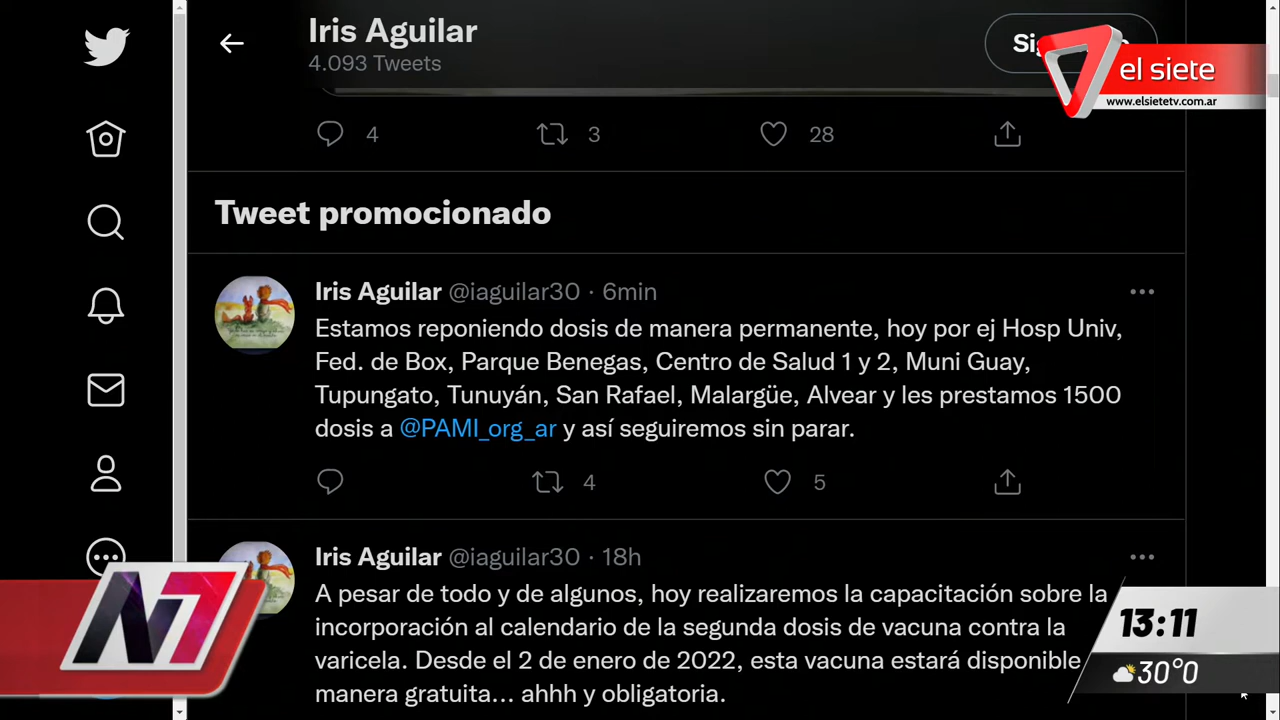 Iris Aguilar
4.093 Tweets
el siete
www.elsietetv.com.ar
4 3 28
Tweet promocionado
Iris Aguilar @iaguilar30 · 6min
Estamos reponiendo dosis de manera permanente, hoy por ej Hosp Univ,
Fed. de Box, Parque Benegas, Centro de Salud 1 y 2, Muni Guay,
Tupungato, Tunuyán, San Rafael, Malargüe, Alvear y les prestamos 1500
dosis a @PAMI_org_ar y así seguiremos sin parar.
4 5
Iris Aguilar @iaguilar30 · 18h
A pesar de todo y de algunos, hoy realizaremos la capacitación sobre la
incorporación al calendario de la segunda dosis de vacuna contra la
varicela. Desde el 2 de enero de 2022, esta vacuna estará disponible
manera gratuita... ahhh y obligatoria.
N7
13:11
30°0